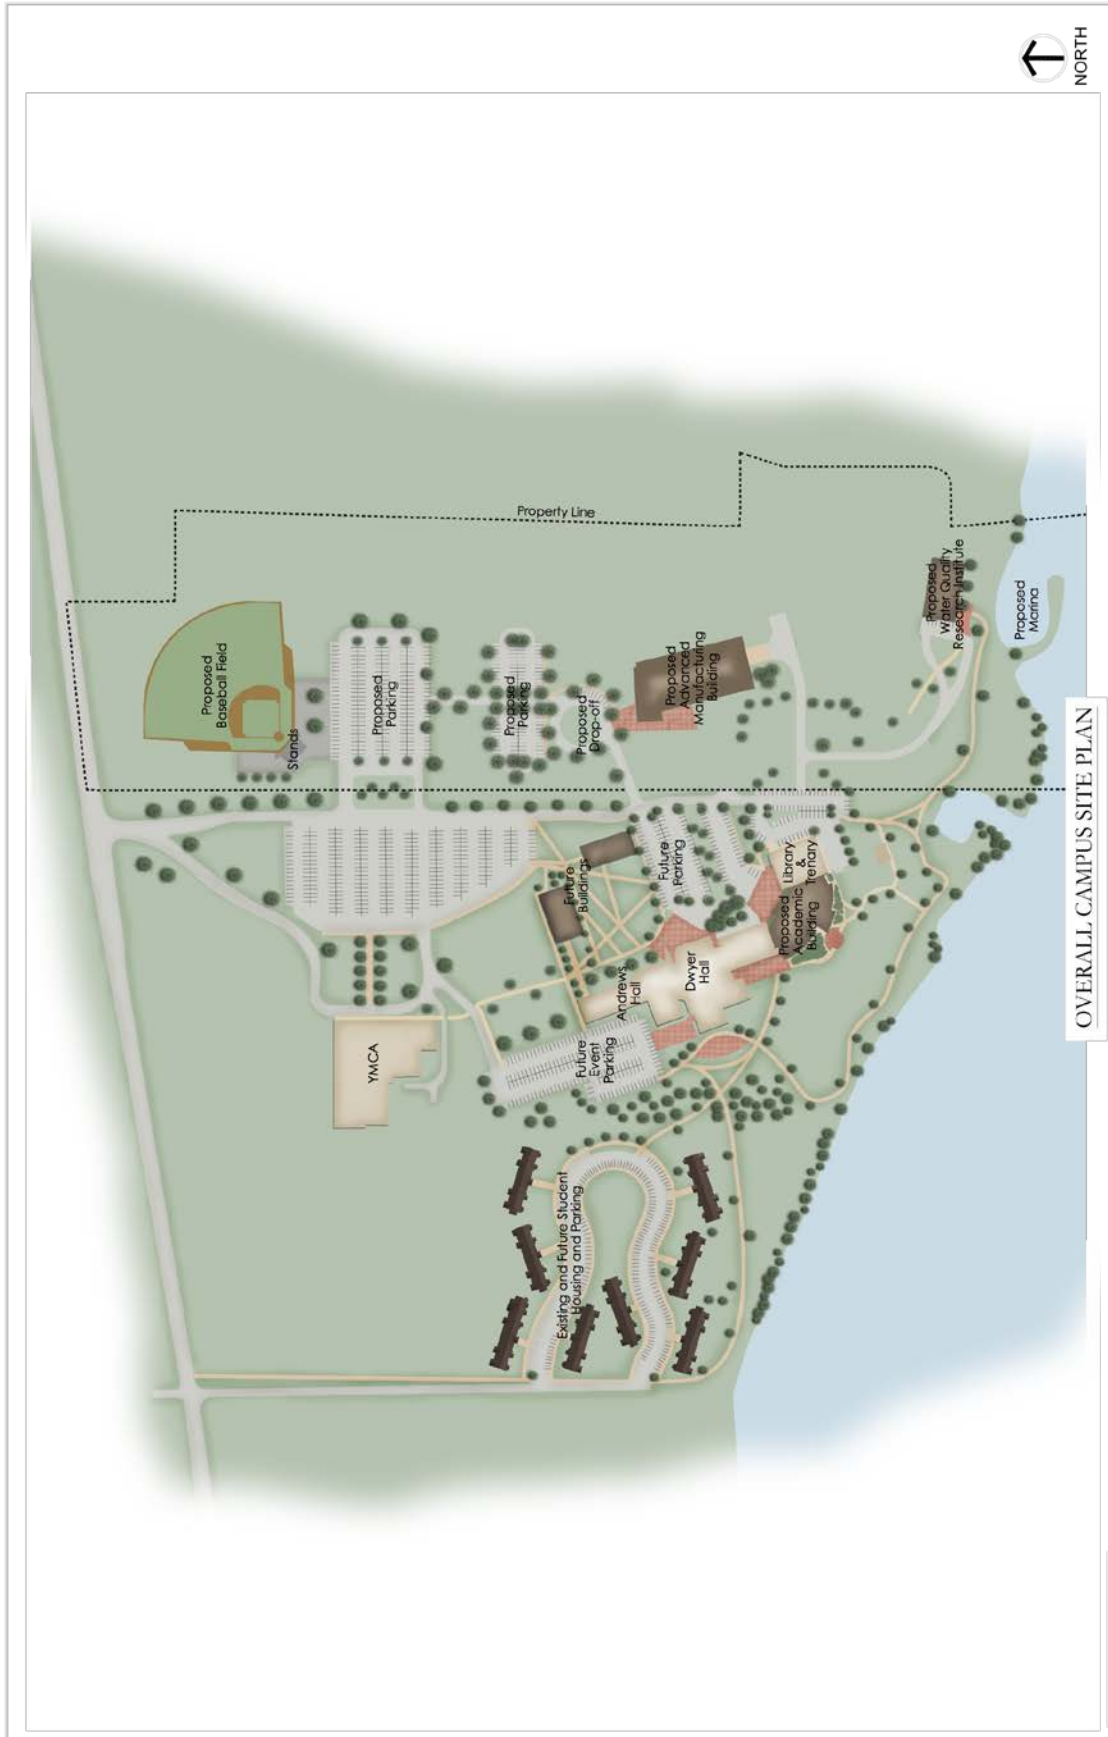 NORTH
Proposed
Baseball Field
Stands
Proposed
Parking
Property Line
Proposed
Parking
Proposed
Drop-off
Proposed
Advanced
Manufacturing
Building
Proposed
Water Quality
Research Institute
Proposed
Marina
Future
Buildings
Future
Parking
Library
&
Trenary
Proposed
Academic
Building
Andrews
Hall
Dwyer
Hall
YMCA
Future
Event
Parking
Existing and Future Student
Housing and Parking
OVERALL CAMPUS SITE PLAN